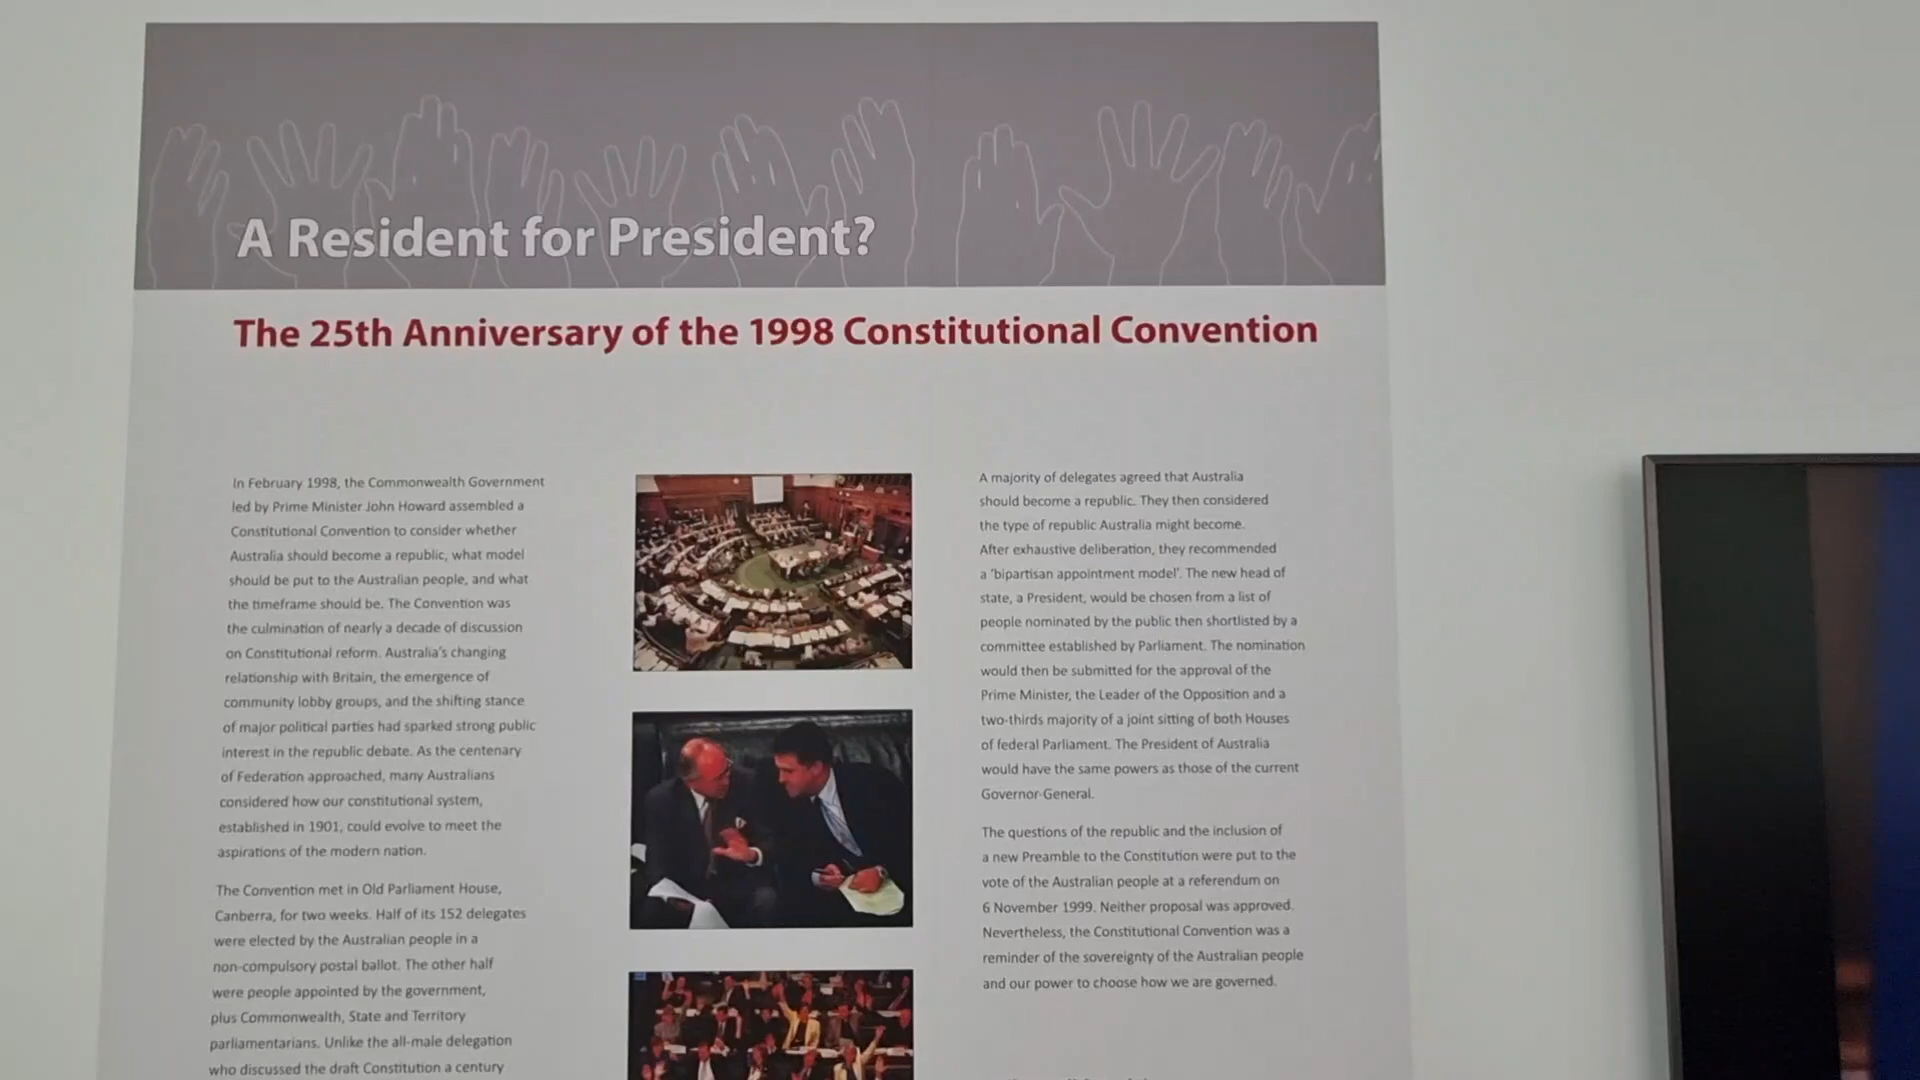 A Resident for President?
The 25th Anniversary of the 1998 Constitutional Convention
In February 1998, the Commonwealth Government
led by Prime Minister John Howard assembled a
Constitutional Convention to consider whether
Australia should become a republic, what model
should be put to the Australian people, and what
the timeframe should be. The Convention was
the culmination of nearly a decade of discussion
on Constitutional reform. Australia's changing
relationship with Britain, the emergence of
community lobby groups, and the shifting stance
of major political parties had sparked strong public
interest in the republic debate. As the centenary
of Federation approached, many Australians
considered how our constitutional system,
established in 1901, could evolve to meet the
aspirations of the modern nation.
The Convention met in Old Parliament House,
Canberra, for two weeks. Half of its 152 delegates
were elected by the Australian people in a
non-compulsory postal ballot. The other half
were people appointed by the government,
plus Commonwealth, State and Territory
parliamentarians. Unlike the all-male delegation
who discussed the draft Constitution a century
A majority of delegates agreed that Australia
should become a republic. They then considered
the type of republic Australia might become.
After exhaustive deliberation, they recommended
a 'bipartisan appointment model'. The new head of
state, a President, would be chosen from a list of
people nominated by the public then shortlisted by a
committee established by Parliament. The nomination
would then be submitted for the approval of the
Prime Minister, the Leader of the Opposition and a
two-thirds majority of a joint sitting of both Houses
of federal Parliament. The President of Australia
would have the same powers as those of the current
Governor-General.
The questions of the republic and the inclusion of
a new Preamble to the Constitution were put to the
vote of the Australian people at a referendum on
6 November 1999. Neither proposal was approved.
Nevertheless, the Constitutional Convention was a
reminder of the sovereignty of the Australian people
and our power to choose how we are governed.